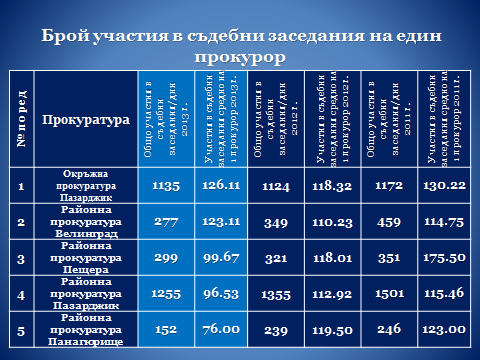 Брой участия в съдебни заседания на един
прокурор
№ по ред
Прокуратура
Общо участия в
съдебни
заседания/дни
2013 г.
Участия в съдебни
заседания средно на
1 прокурор 2013 г.
Общо участия в
съдебни
заседания/дни
2012 г.
Участия в съдебни
заседания средно на
1 прокурор 2012 г.
Общо участия в
съдебни
заседания/дни
2011 г.
Участия в съдебни
заседания средно на
1 прокурор 2011 г.
1 Окръжна прокуратура Пазарджик 1135 126.11 1124 118.32 1172 130.22
2 Районна прокуратура Велинград 277 123.11 349 110.23 459 114.75
3 Районна прокуратура Пещера 299 99.67 321 118.01 351 175.50
4 Районна прокуратура Пазарджик 1255 96.53 1355 112.92 1501 115.46
5 Районна прокуратура Панагюрище 152 76.00 239 119.50 246 123.00